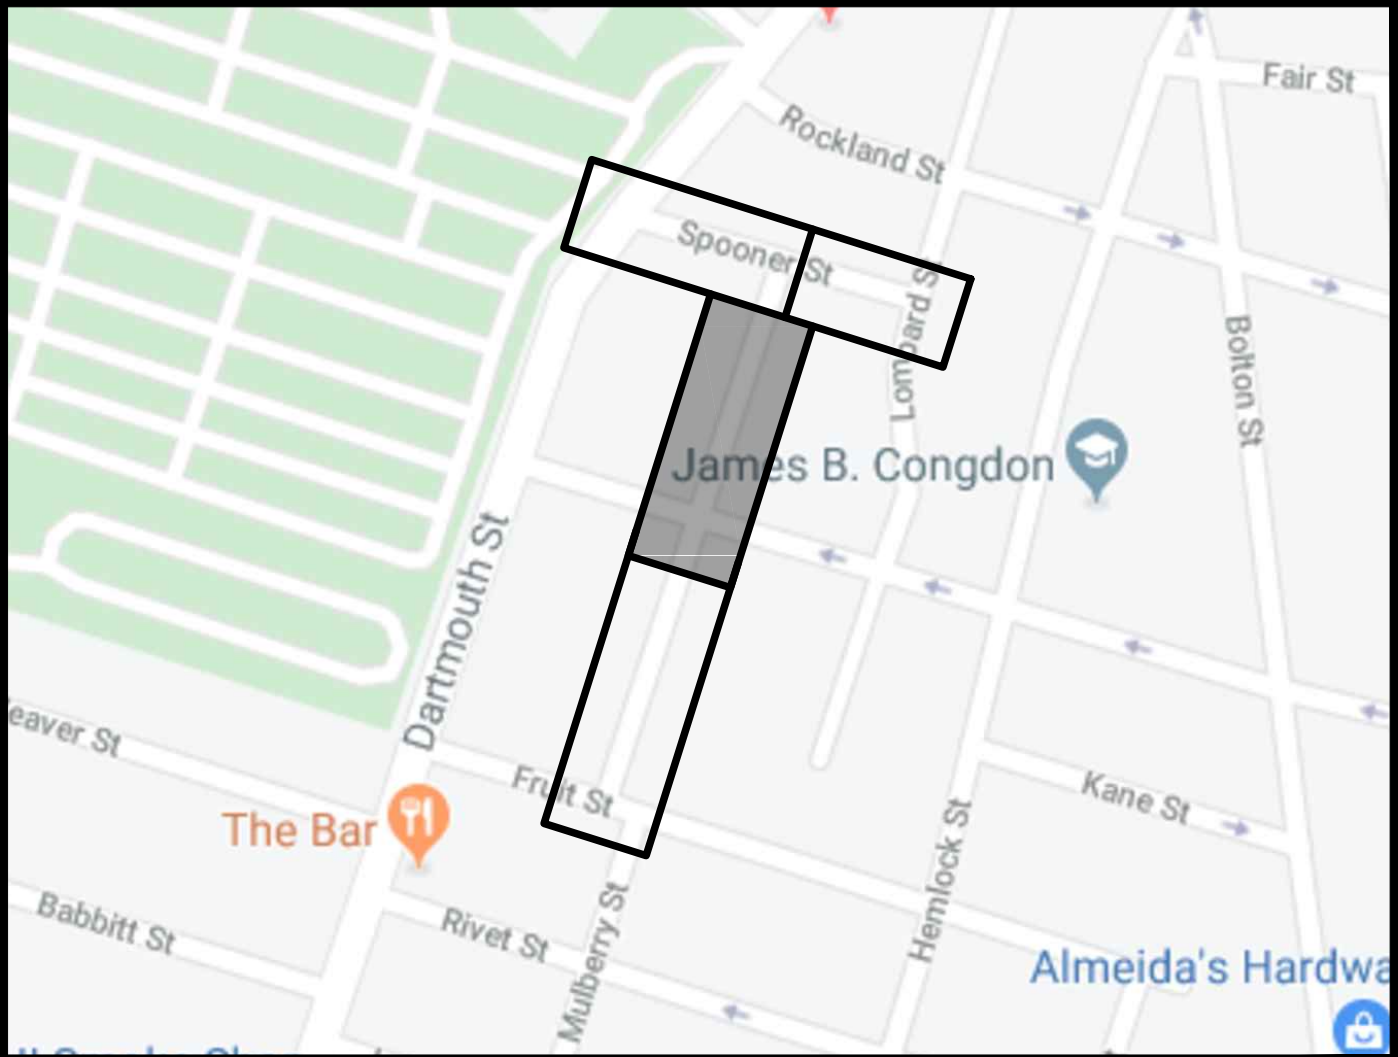 Fair St
Rockland St
Spooner St
Lombard St
Bolton St
James B. Congdon
Dartmouth St
eaver St
Fruit St
Kane St
The Bar
Hemlock St
Babbitt St
Rivet St
Mulberry St
Almeida's Hardwa